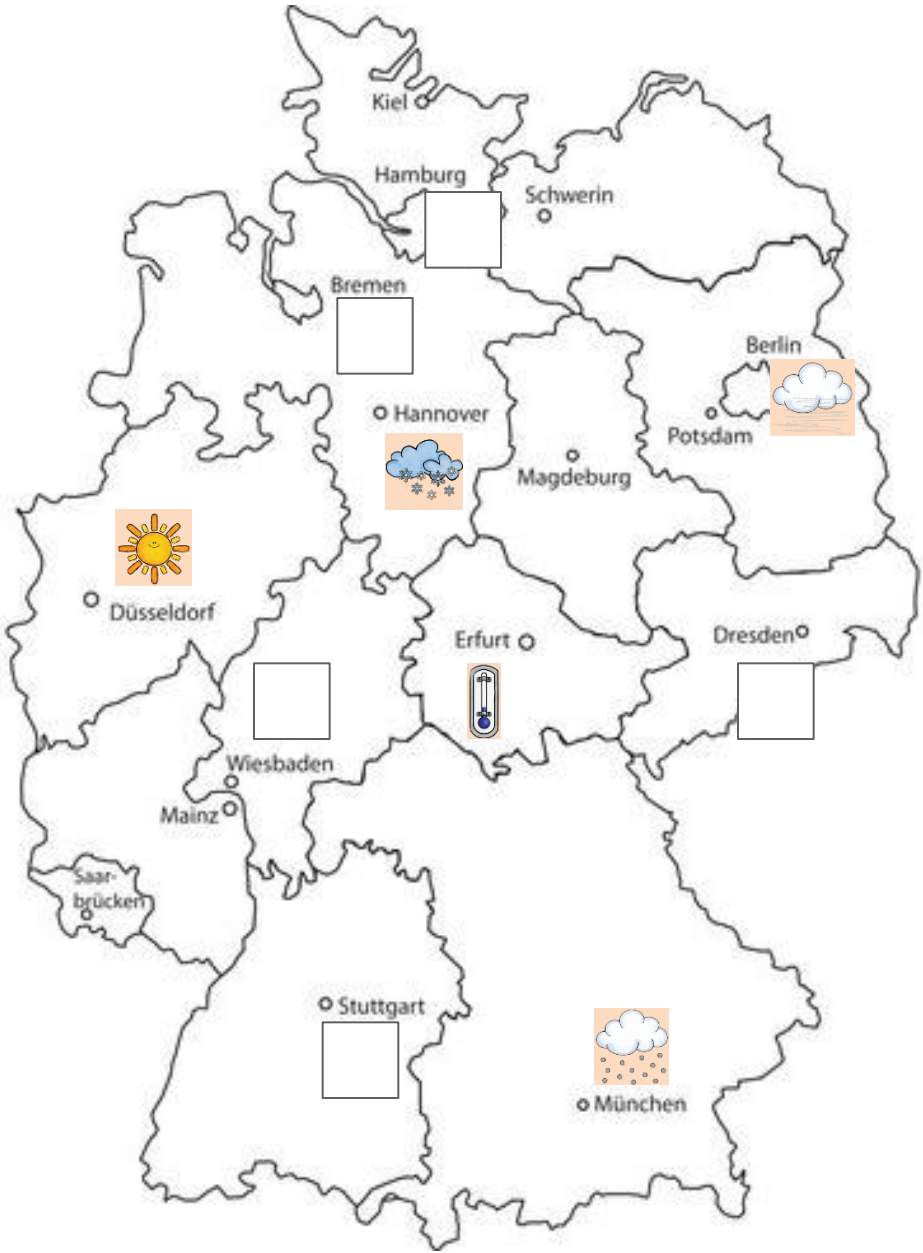 Kiel
Hamburg
Schwerin
Bremen
Berlin
Hannover
Potsdam
Magdeburg
Düsseldorf
Erfurt
Dresden
Wiesbaden
Mainz
Saar-
brücken
Stuttgart
München